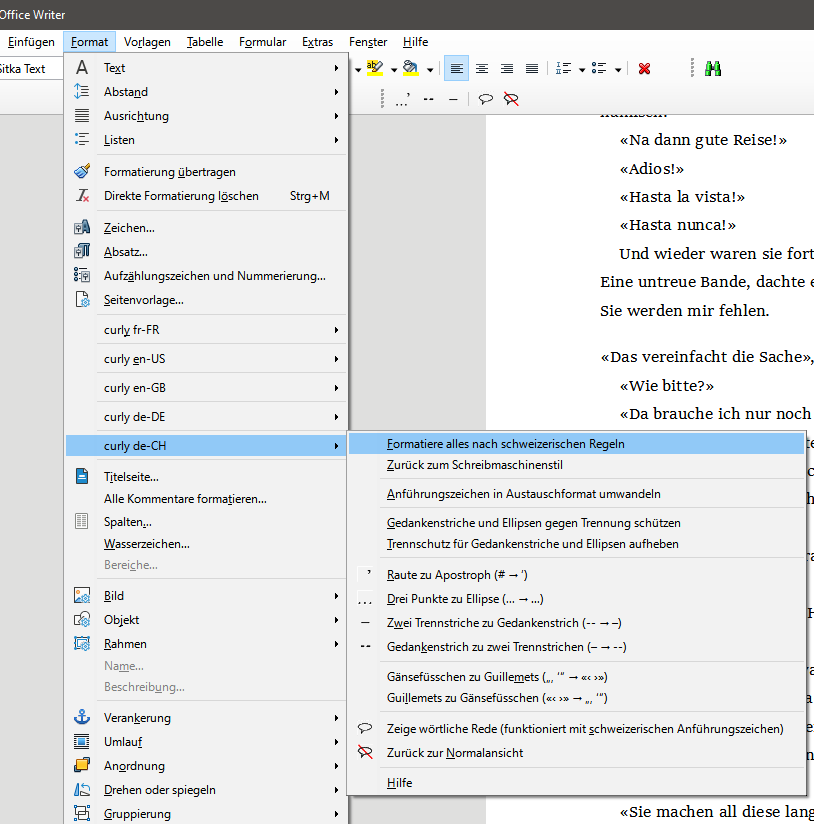 Office Writer
Einfügen Format Vorlagen Tabelle Formular Extras Fenster Hilfe
Sitka Text
Text
Abstand
Ausrichtung
Listen
Formatierung übertragen
Direkte Formatierung löschen Strg+M
Zeichen...
Absatz...
Aufzählungszeichen und Nummerierung...
Seitenvorlage...
curly fr-FR
curly en-US
curly en-GB
curly de-DE
curly de-CH
Titelseite...
Alle Kommentare formatieren...
Spalten...
Wasserzeichen...
Bereiche...
Bild
Objekt
Rahmen
Name...
Beschreibung...
Verankerung
Umlauf
Anordnung
Drehen oder spiegeln
Gruppierung
Formatiere alles nach schweizerischen Regeln
Zurück zum Schreibmaschinenstil
Anführungszeichen in Austauschformat umwandeln
Gedankenstriche und Ellipsen gegen Trennung schützen
Trennschutz für Gedankenstriche und Ellipsen aufheben
Raute zu Apostroph (# → ’)
Drei Punkte zu Ellipse (... → …)
Zwei Trennstriche zu Gedankenstrich (-- → –)
Gedankenstrich zu zwei Trennstrichen (– → --)
Gänsefüsschen zu Guillemets („‚ ‘“ → «‹ ›»)
Guillemets zu Gänsefüsschen («‹ ›» → „‚ ‘“)
Zeige wörtliche Rede (funktioniert mit schweizerischen Anführungszeichen)
Zurück zur Normalansicht
Hilfe
«Na dann gute Reise!»
«Adios!»
«Hasta la vista!»
«Hasta nunca!»
Und wieder waren sie fort
Eine untreue Bande, dachte
Sie werden mir fehlen.
«Das vereinfacht die Sache»,
«Wie bitte?»
«Da brauche ich nur noch
«Sie machen all diese lang